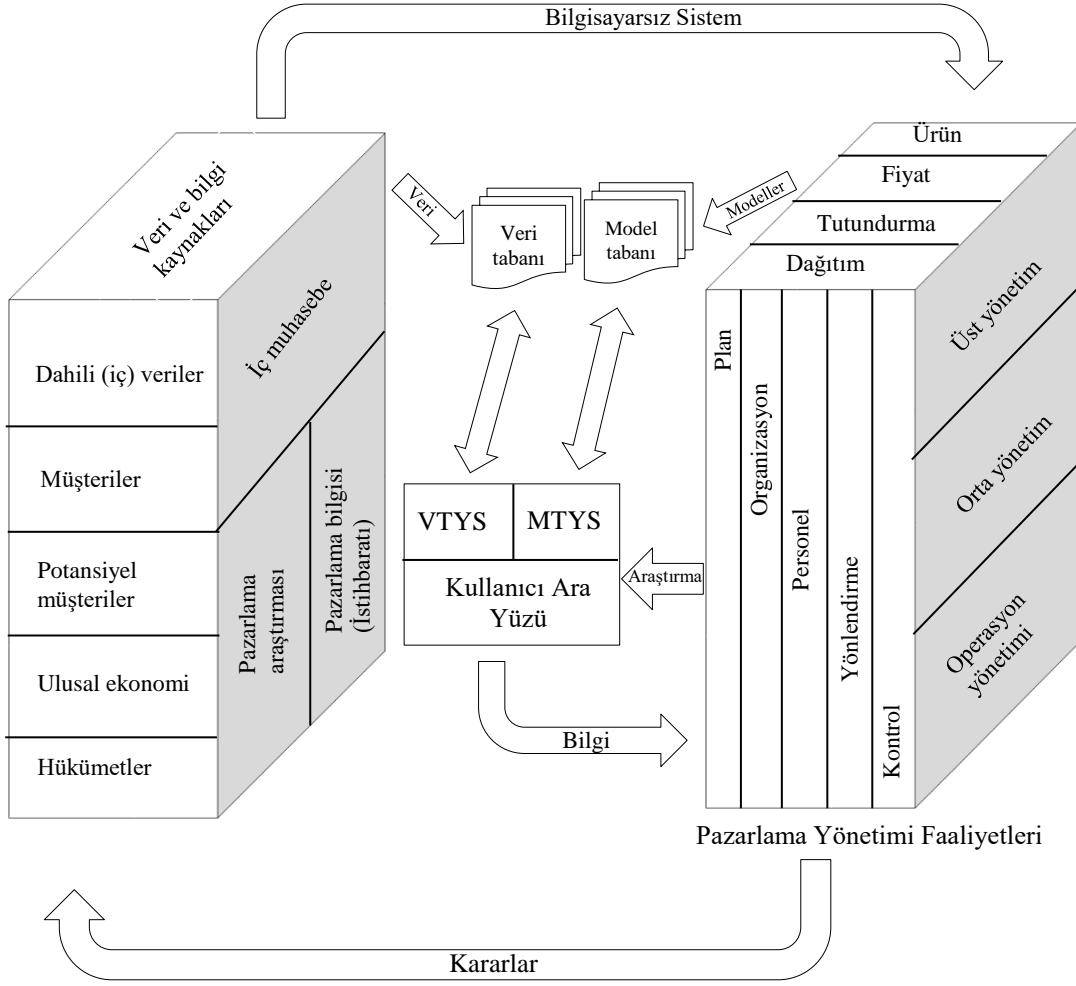 Bilgisayarsız Sistem
Veri ve bilgi
kaynakları
İç muhasebe
Dahili (iç) veriler
Müşteriler
Potansiyel
müşteriler
Ulusal ekonomi
Hükümetler
Pazarlama
araştırması
Pazarlama bilgisi
(İstihbaratı)
Veri
Veri
tabanı
Model
tabanı
Modeller
VTYS
MTYS
Kullanıcı Ara
Yüzü
Araştırma
Bilgi
Ürün
Fiyat
Tutundurma
Dağıtım
Plan
Organizasyon
Personel
Yönlendirme
Kontrol
Üst yönetim
Orta yönetim
Operasyon
yönetimi
Pazarlama Yönetimi Faaliyetleri
Kararlar